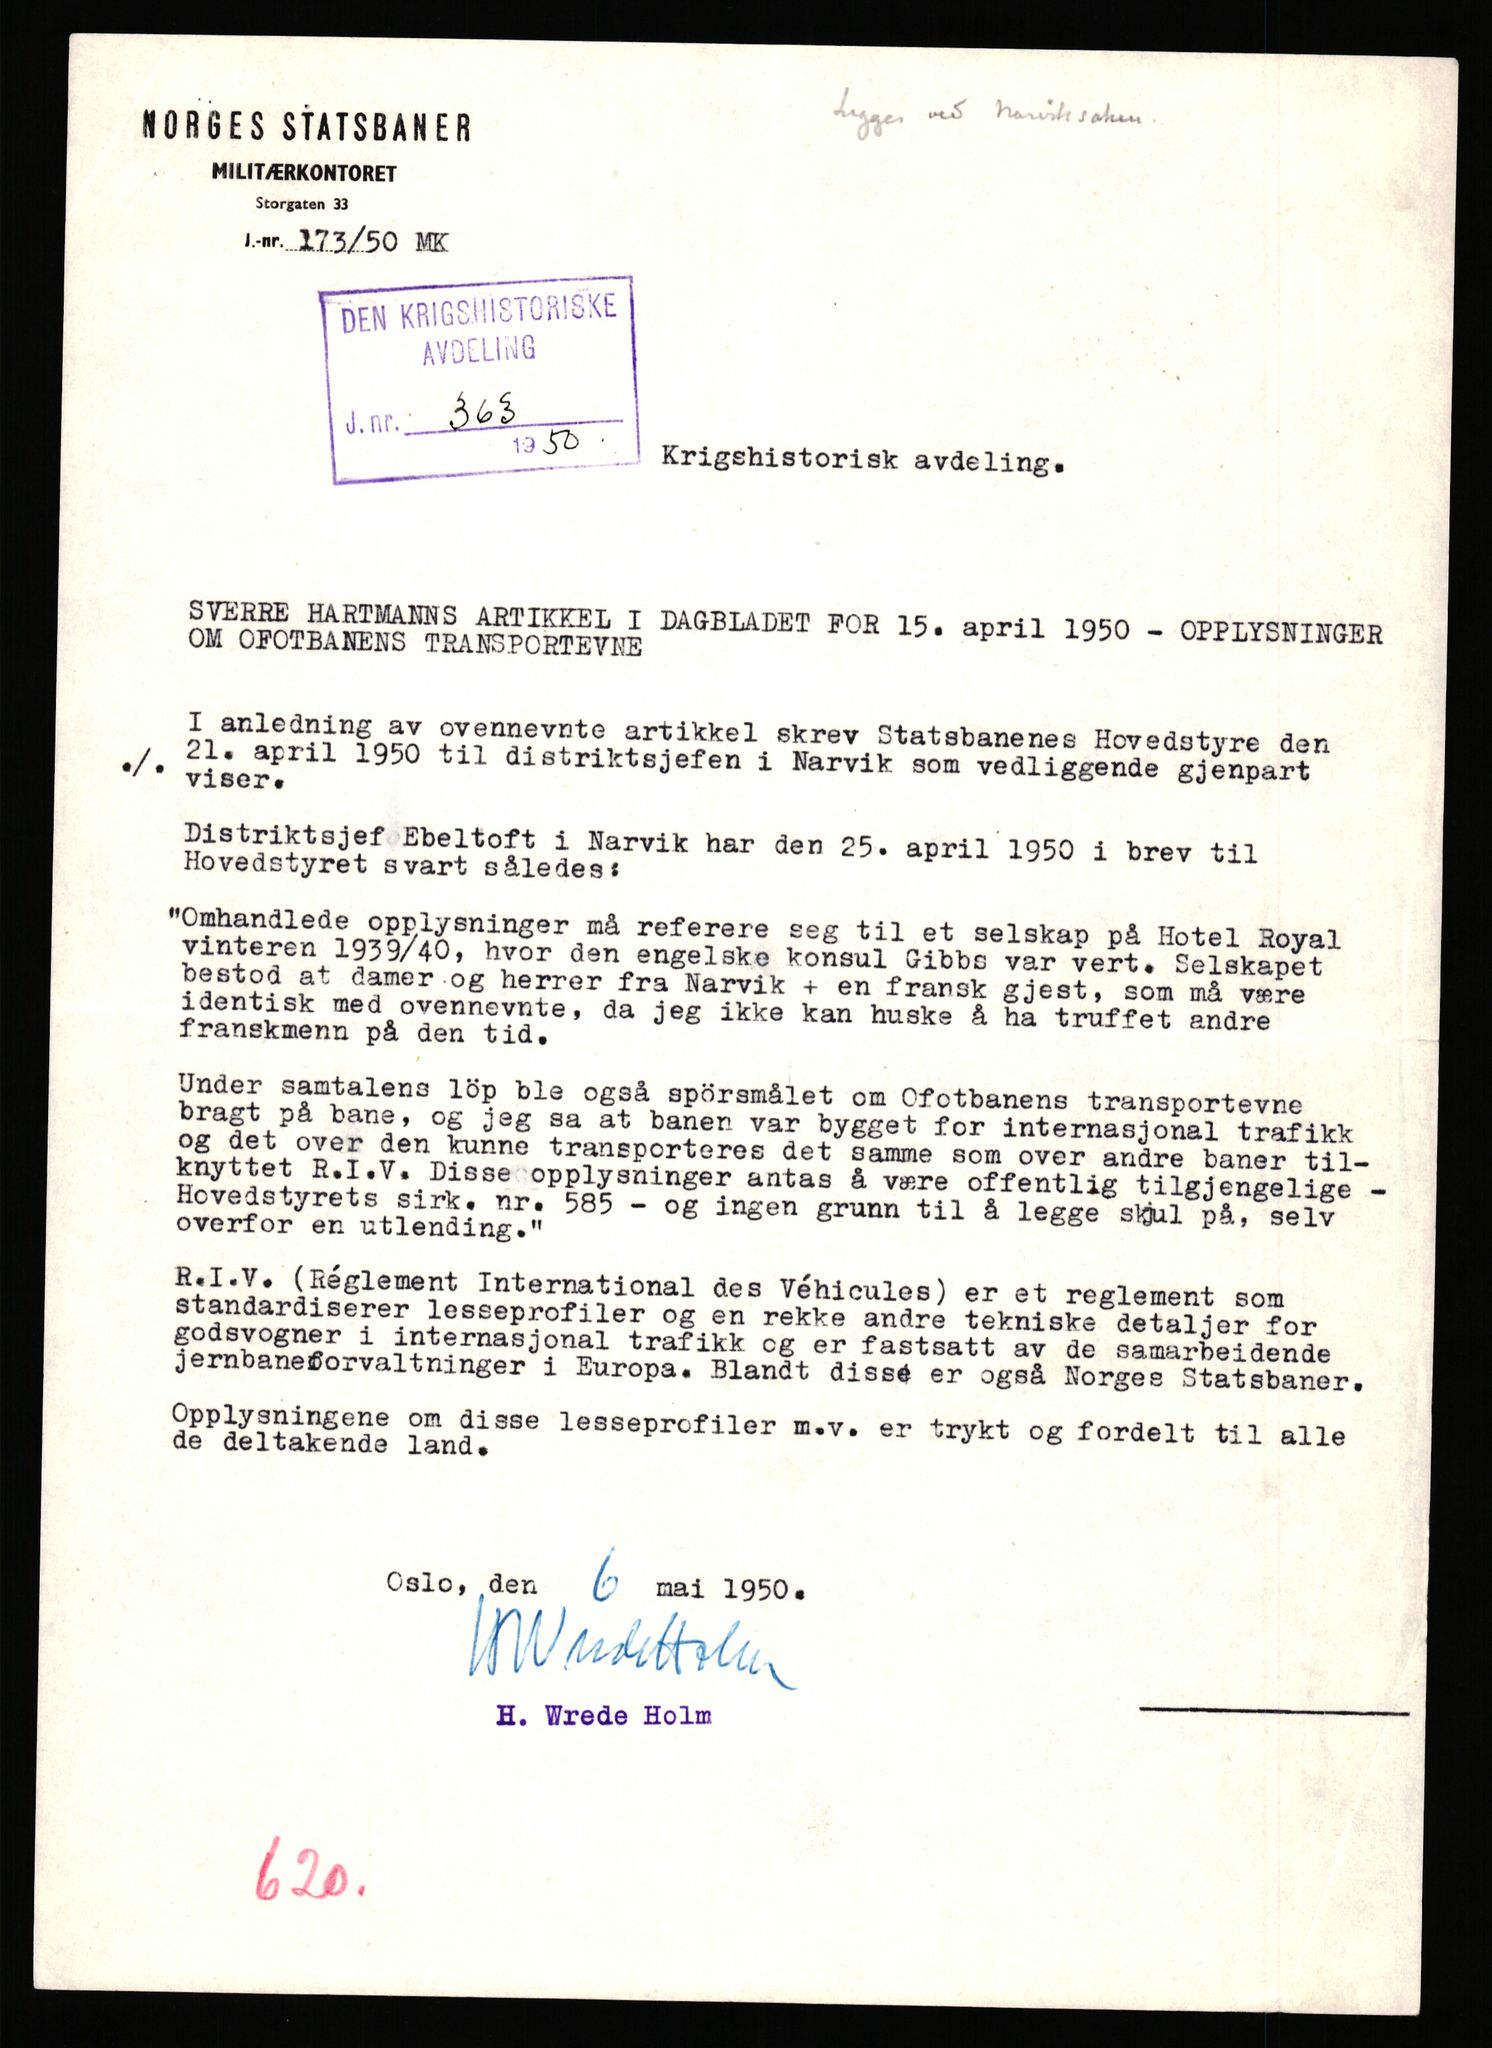 Legges ved Narviksaken.
NORGES STATSBANER
MILITÆRKONTORET
Storgaten 33
J.-nr. 173/50 MK
DEN KRIGSHISTORISKE
AVDELING
J.nr. 363
1950.
Krigshistorisk avdeling.
SVERRE HARTMANNS ARTIKKEL I DAGBLADET FOR 15. april 1950 - OPPLYSNINGER
OM OFOTBANENS TRANSPORTEVNE
I anledning av ovennevnte artikkel skrev Statsbanenes Hovedstyre den
./. 21. april 1950 til distriktsjefen i Narvik som vedliggende gjenpart
viser.
Distriktsjef Ebeltoft i Narvik har den 25. april 1950 i brev til
Hovedstyret svart således:
"Omhandlede opplysninger må referere seg til et selskap på Hotel Royal
vinteren 1939/40, hvor den engelske konsul Gibbs var vert. Selskapet
bestod at damer og herrer fra Narvik + en fransk gjest, som må være
identisk med ovennevnte, da jeg ikke kan huske å ha truffet andre
franskmenn på den tid.
Under samtalens löp ble også spörsmålet om Ofotbanens transportevne
bragt på bane, og jeg sa at banen var bygget for internasjonal trafikk
og det over den kunne transporteres det samme som over andre baner til-
knyttet R.I.V. Disse opplysninger antas å være offentlig tilgjengelige -
Hovedstyrets sirk. nr. 585 - og ingen grunn til å legge skjul på, selv
overfor en utlending."
R.I.V. (Réglement International des Véhicules) er et reglement som
standardiserer lesseprofiler og en rekke andre tekniske detaljer for
godsvogner i internasjonal trafikk og er fastsatt av de samarbeidende
jernbaneforvaltninger i Europa. Blandt disse er også Norges Statsbaner.
Opplysningene om disse lesseprofiler m.v. er trykt og fordelt til alle
de deltakende land.
Oslo, den 6 mai 1950.
H Wrede Holm
H. Wrede Holm
620.